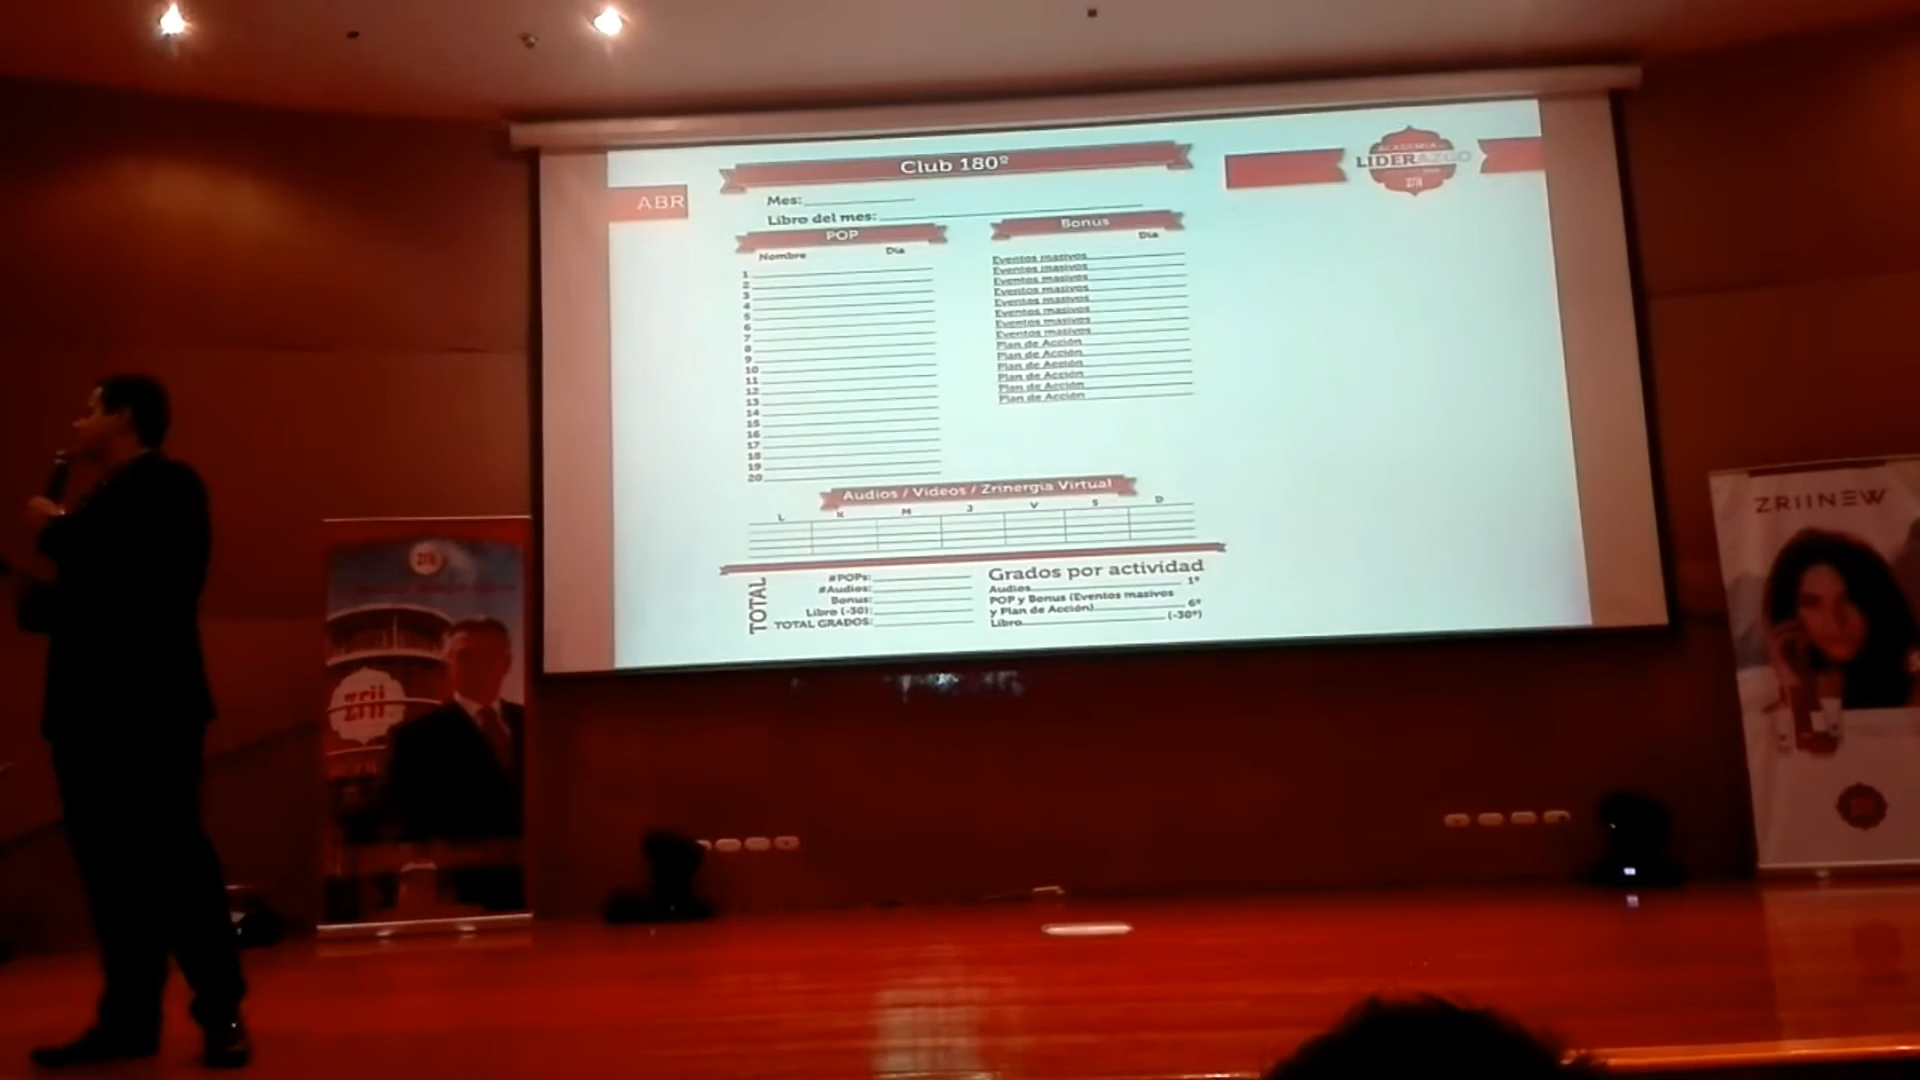 Club 180º
ABR
ACADEMIA
LIDERAZGO
zrii
Mes:
Libro del mes:
POP
Nombre Dia
1
2
3
4
5
6
7
8
9
10
11
12
13
14
15
16
17
18
19
20
Bonus
Dia
Eventos masivos
Eventos masivos
Eventos masivos
Eventos masivos
Eventos masivos
Eventos masivos
Eventos masivos
Eventos masivos
Plan de Acción
Plan de Acción
Plan de Acción
Plan de Acción
Plan de Acción
Plan de Acción
Audios / Videos / Zrinergia Virtual
L K M J V S D
TOTAL
#POPs:
#Audios:
Bonus:
Libro (-30):
TOTAL GRADOS:
Grados por actividad
Audios 1º
POP y Bonus (Eventos masivos
y Plan de Acción) 6º
Libro (-30º)
zrii
zrii
ZRIINEW